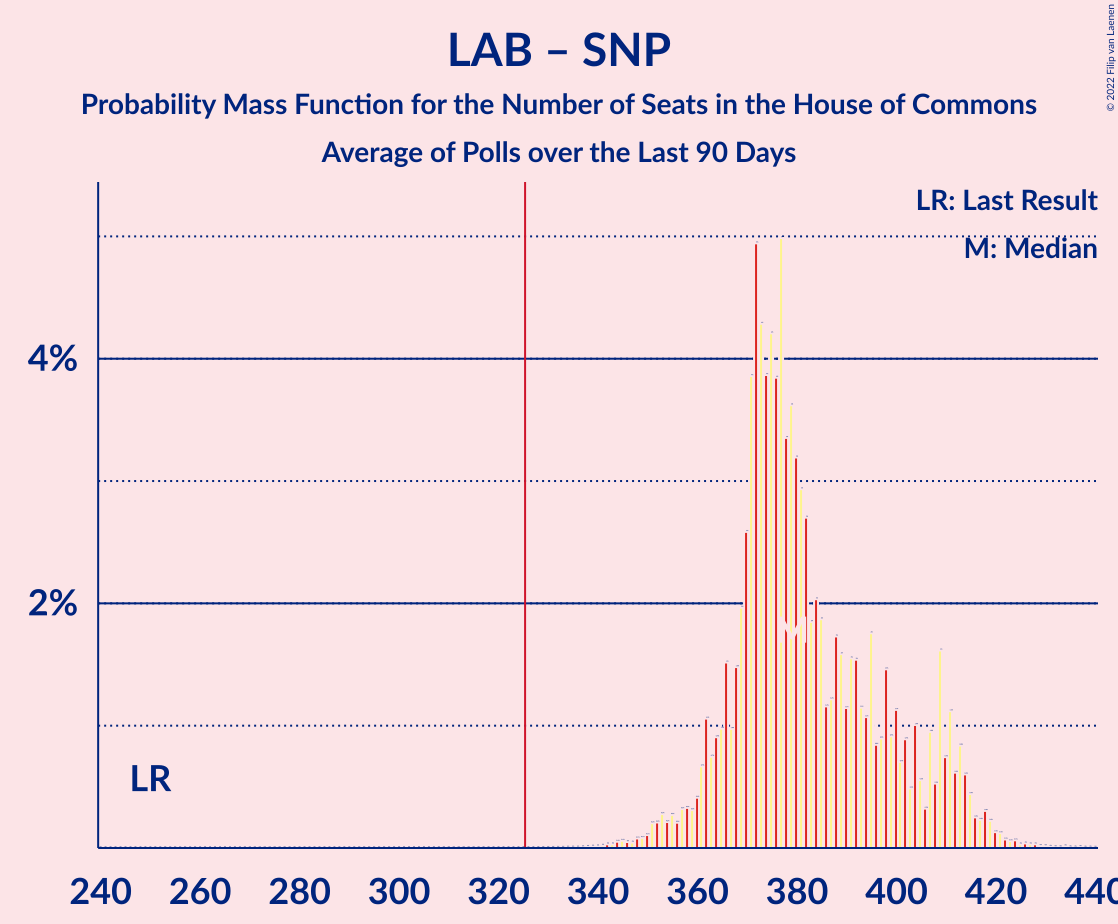 LAB – SNP
Probability Mass Function for the Number of Seats in the House of Commons
Average of Polls over the Last 90 Days
© 2022 Filip van Laenen
LR: Last Result
M: Median
4%
2%
M
LR
240 260 280 300 320 340 360 380 400 420 440